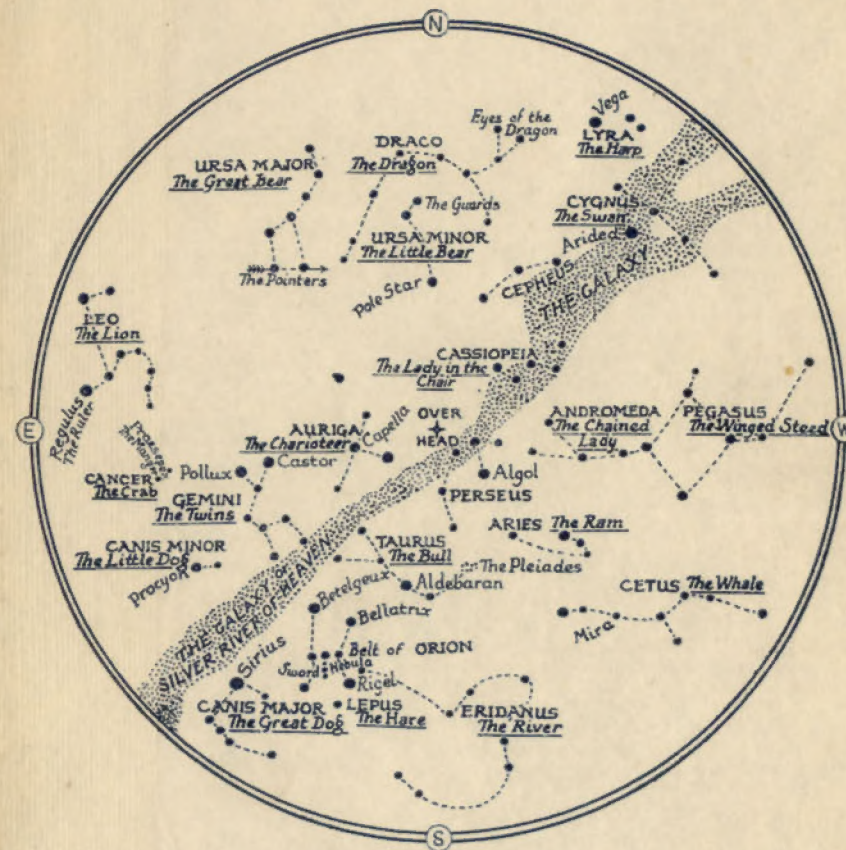 N
Vega
LYRA
The Harp
Eyes of the
Dragon
DRACO
The Dragon
URSA MAJOR
The Great Bear
The Guards
URSA MINOR
The Little Bear
CYGNUS
The Swan
Arided
CEPHEUS
THE GALAXY
The Pointers
Pole Star
LEO
The Lion
CASSIOPEIA
The Lady in the
Chair
Regulus
The Ruler
Praesepe
The Manger
E
AURIGA
The Charioteer
Capella
OVER
HEAD
ANDROMEDA
The Chained
Lady
PEGASUS
The Winged Steed
W
CANCER
The Crab
Pollux
Castor
Algol
GEMINI
The Twins
PERSEUS
ARIES The Ram
CANIS MINOR
The Little Dog
Procyon
TAURUS
The Bull
The Pleiades
Aldebaran
CETUS The Whale
Mira
THE GALAXY OR
SILVER RIVER OF HEAVEN
Betelgeux
Bellatrix
Sirius
Belt of ORION
Sword
Nebula
Rigel
CANIS MAJOR
The Great Dog
LEPUS
The Hare
ERIDANUS
The River
S